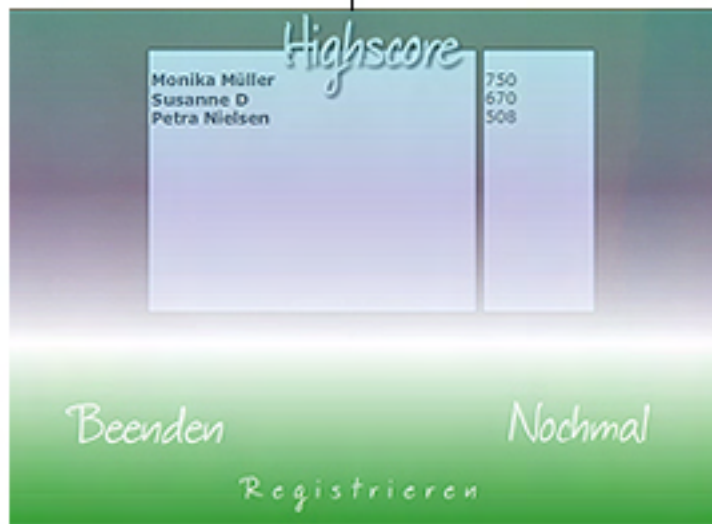 Highscore
Monika Müller 750
Susanne D 670
Petra Nielsen 508
Beenden Nochmal
Registrieren